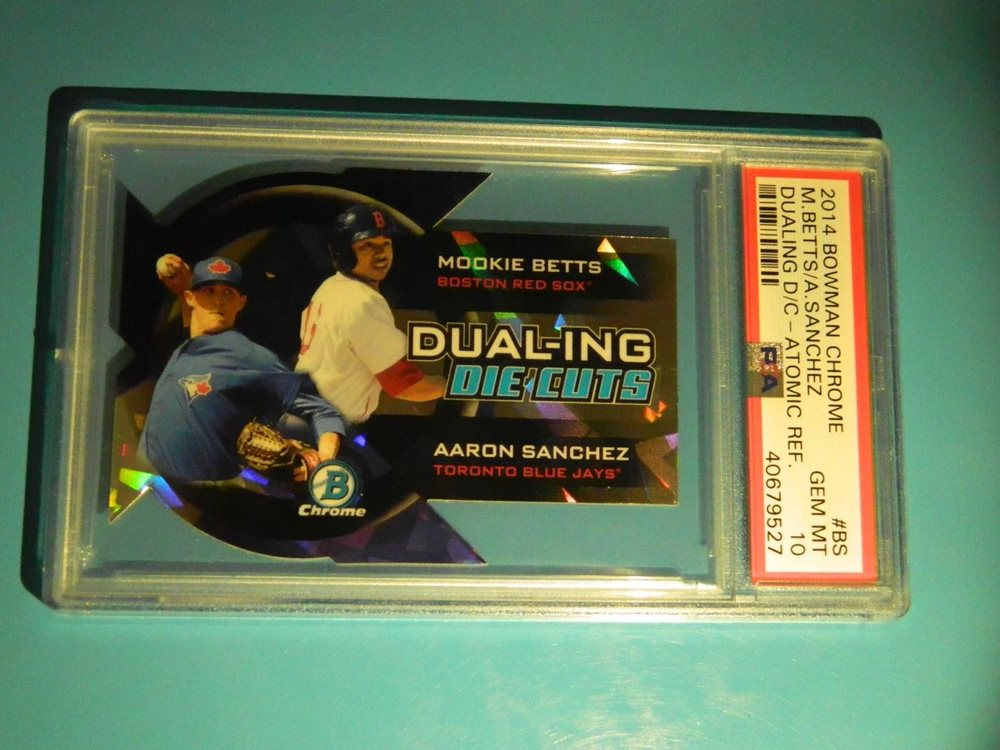 MOOKIE BETTS
BOSTON RED SOX
DUAL-ING
DIE CUTS
AARON SANCHEZ
TORONTO BLUE JAYS
B
BOWMAN
B
Chrome
2014 BOWMAN CHROME #BS
M.BETTS/A.SANCHEZ GEM MT
DUALING D/C - ATOMIC REF. 10
PSA
40679527